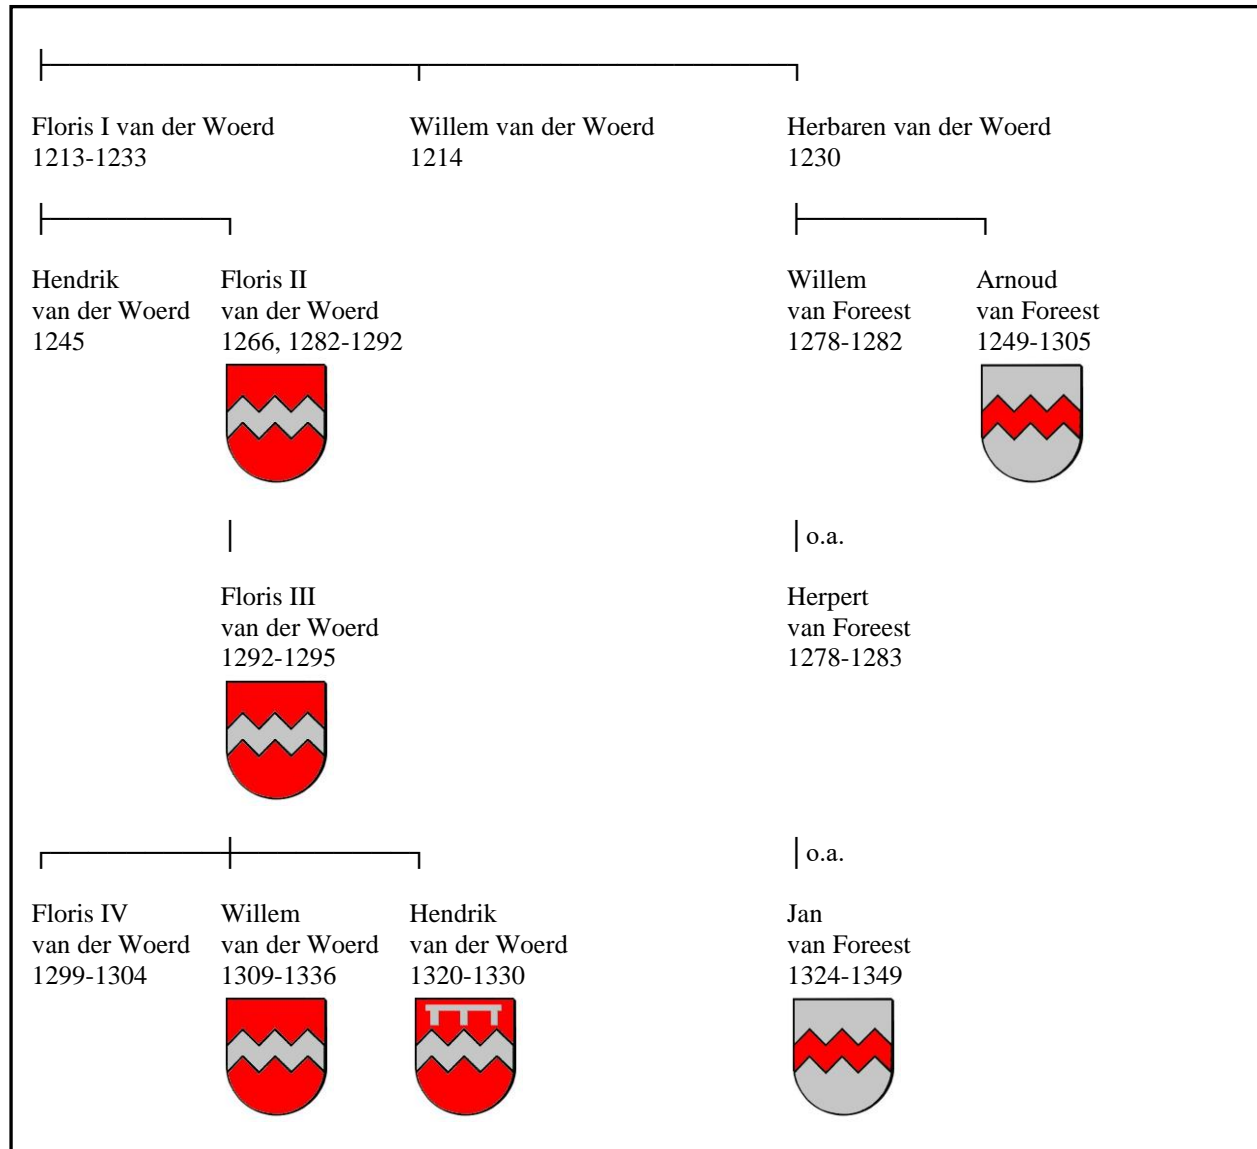 Floris I van der Woerd
1213-1233
Willem van der Woerd
1214
Herbaren van der Woerd
1230
Hendrik
van der Woerd
1245
Floris II
van der Woerd
1266, 1282-1292
Willem
van Foreest
1278-1282
Arnoud
van Foreest
1249-1305
o.a.
Floris III
van der Woerd
1292-1295
Herpert
van Foreest
1278-1283
o.a.
Floris IV
van der Woerd
1299-1304
Willem
van der Woerd
1309-1336
Hendrik
van der Woerd
1320-1330
Jan
van Foreest
1324-1349